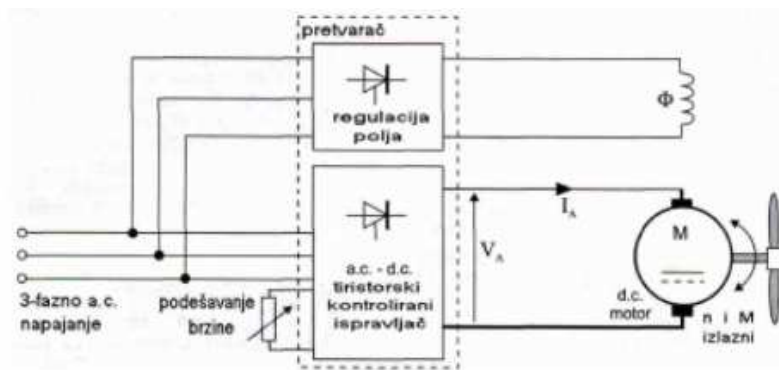 pretvarač
regulacija
polja
Φ
I_A
V_A
M
a.c. - d.c.
tiristorski
kontrolirani
ispravljač
3-fazno a.c.
napajanje
podešavanje
brzine
d.c.
motor
n i M
izlazni